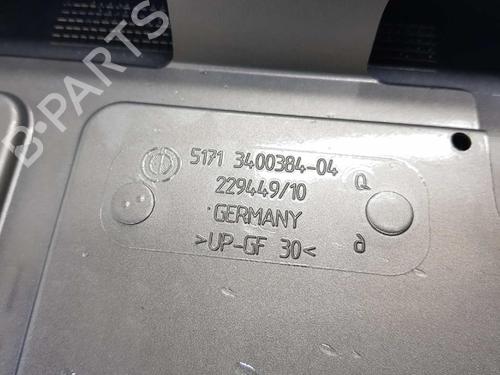 B-PARTS
5171 3400384-04
229449/10
GERMANY
>UP-GF 30<